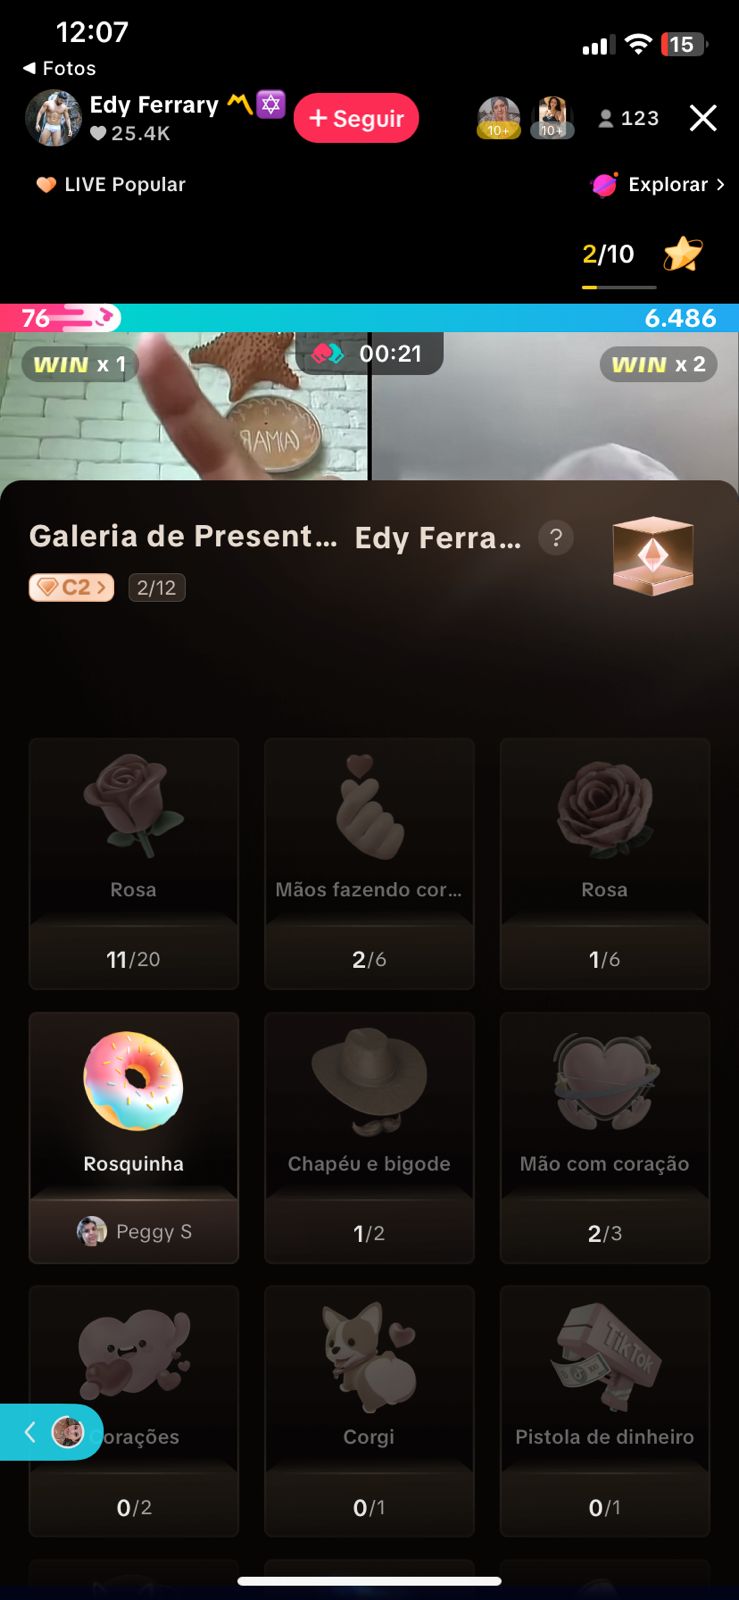 12:07
15
Fotos
Edy Ferrary
25.4K
+ Seguir
10+
10+
123
LIVE Popular
Explorar >
2/10
76
6.486
WIN x 1
00:21
WIN x 2
Galeria de Present... Edy Ferra... ?
C2 >
2/12
Rosa
Mãos fazendo cor...
Rosa
11/20
2/6
1/6
Rosquinha
Chapéu e bigode
Mão com coração
Peggy S
1/2
2/3
TikTok
orações
Corgi
Pistola de dinheiro
0/2
0/1
0/1